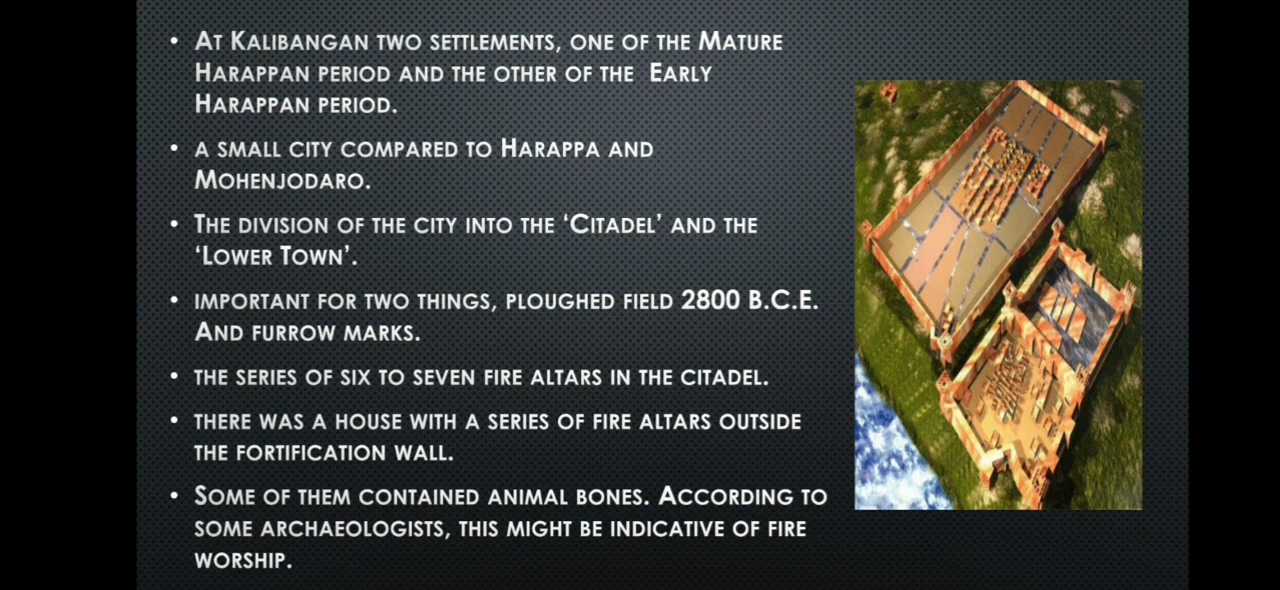 • At Kalibangan two settlements, one of the Mature
Harappan period and the other of the Early
Harappan period.
• a small city compared to Harappa and
Mohenjodaro.
• The division of the city into the ‘Citadel’ and the
‘Lower Town’.
• important for two things, ploughed field 2800 B.C.E.
And furrow marks.
• the series of six to seven fire altars in the citadel.
• there was a house with a series of fire altars outside
the fortification wall.
• Some of them contained animal bones. According to
some archaeologists, this might be indicative of fire
worship.